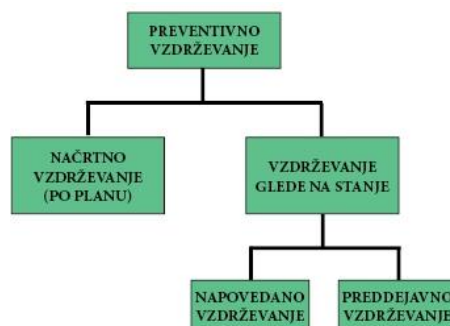 PREVENTIVNO
VZDRŽEVANJE
NAČRTNO
VZDRŽEVANJE
(PO PLANU)
VZDRŽEVANJE
GLEDE NA STANJE
NAPOVEDANO
VZDRŽEVANJE
PREDDEJAVNO
VZDRŽEVANJE